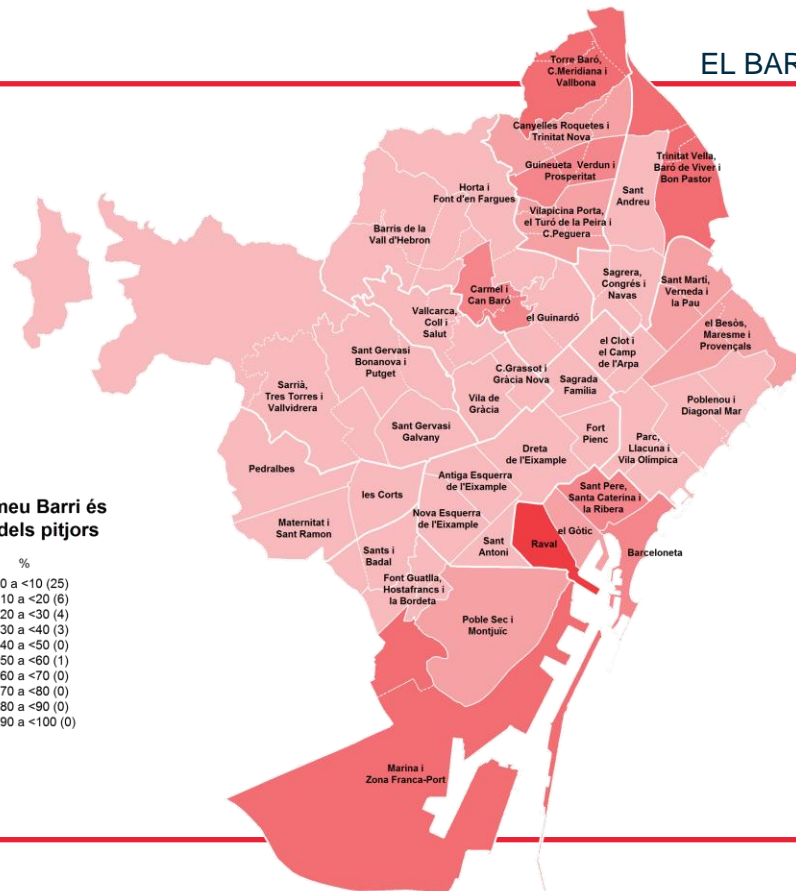 EL BAR
Torre Baró,
C.Meridiana i
Vallbona
Canyelles Roquetes i
Trinitat Nova
Guineueta Verdun i
Prosperitat
Trinitat Vella,
Baró de Viver i
Bon Pastor
Sant
Andreu
Horta i
Font d'en Fargues
Vilapicina Porta,
el Turó de la Peira i
C.Peguera
Barris de la
Vall d'Hebron
Carmel i
Can Baró
Sagrera,
Congrés i
Navas
Sant Martí,
Verneda i
la Pau
Vallcarca,
Coll i
Salut
el Guinardó
el Besòs,
Maresme i
Provençals
el Clot i
el Camp
de l'Arpa
Sant Gervasi
Bonanova i
Putget
C.Grassot i
Gràcia Nova
Sagrada
Família
Sarrià,
Tres Torres i
Vallvidrera
Vila de
Gràcia
Poblenou i
Diagonal Mar
Sant Gervasi
Galvany
Fort
Pienc
Parc,
Llacuna i
Vila Olímpica
Dreta
de l'Eixample
Pedralbes
Antiga Esquerra
de l'Eixample
les Corts
Sant Pere,
Santa Caterina i
la Ribera
Nova Esquerra
de l'Eixample
Maternitat i
Sant Ramon
el Gòtic
Sant
Antoni
Raval
Barceloneta
Sants i
Badal
Font Guatlla,
Hostafrancs i
la Bordeta
Poble Sec i
Montjuïc
Marina i
Zona Franca-Port
meu Barri és
dels pitjors
%
0 a <10 (25)
10 a <20 (6)
20 a <30 (4)
30 a <40 (3)
40 a <50 (0)
50 a <60 (1)
60 a <70 (0)
70 a <80 (0)
80 a <90 (0)
90 a <100 (0)